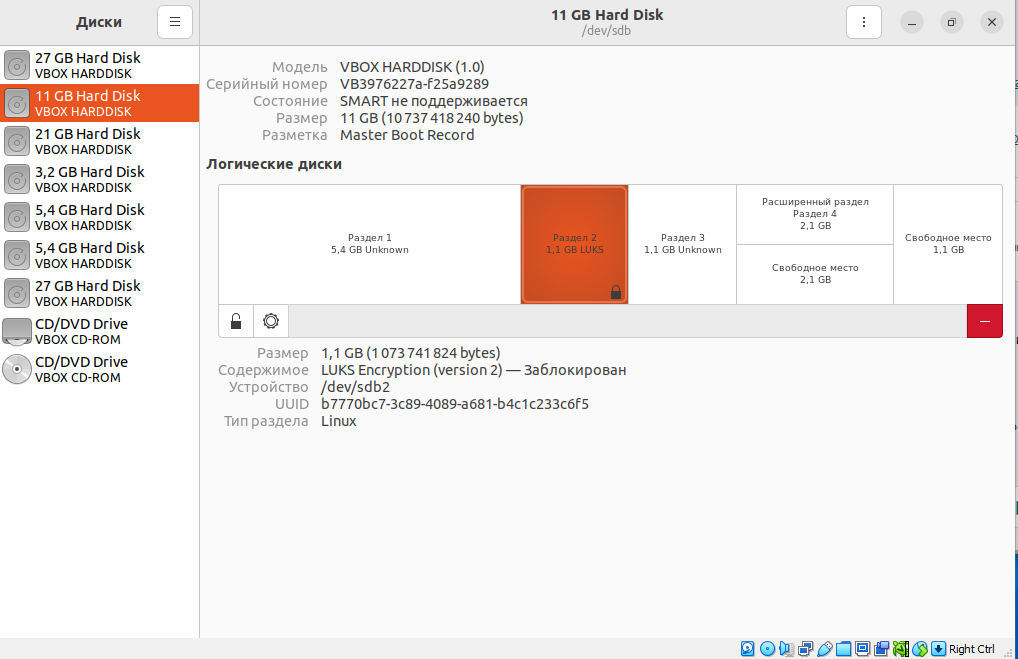 Диски
11 GB Hard Disk
/dev/sdb
27 GB Hard Disk
VBOX HARDDISK
11 GB Hard Disk
VBOX HARDDISK
21 GB Hard Disk
VBOX HARDDISK
3,2 GB Hard Disk
VBOX HARDDISK
5,4 GB Hard Disk
VBOX HARDDISK
5,4 GB Hard Disk
VBOX HARDDISK
27 GB Hard Disk
VBOX HARDDISK
CD/DVD Drive
VBOX CD-ROM
CD/DVD Drive
VBOX CD-ROM
Модель VBOX HARDDISK (1.0)
Серийный номер VB3976227a-f25a9289
Состояние SMART не поддерживается
Размер 11 GB (10 737 418 240 bytes)
Разметка Master Boot Record
Логические диски
Раздел 1
5,4 GB Unknown
Раздел 2
1,1 GB LUKS
Раздел 3
1,1 GB Unknown
Расширенный раздел
Раздел 4
2,1 GB
Свободное место
2,1 GB
Свободное место
1,1 GB
Размер 1,1 GB (1 073 741 824 bytes)
Содержимое LUKS Encryption (version 2) — Заблокирован
Устройство /dev/sdb2
UUID b7770bc7-3c89-4089-a681-b4c1c233c6f5
Тип раздела Linux
Right Ctrl